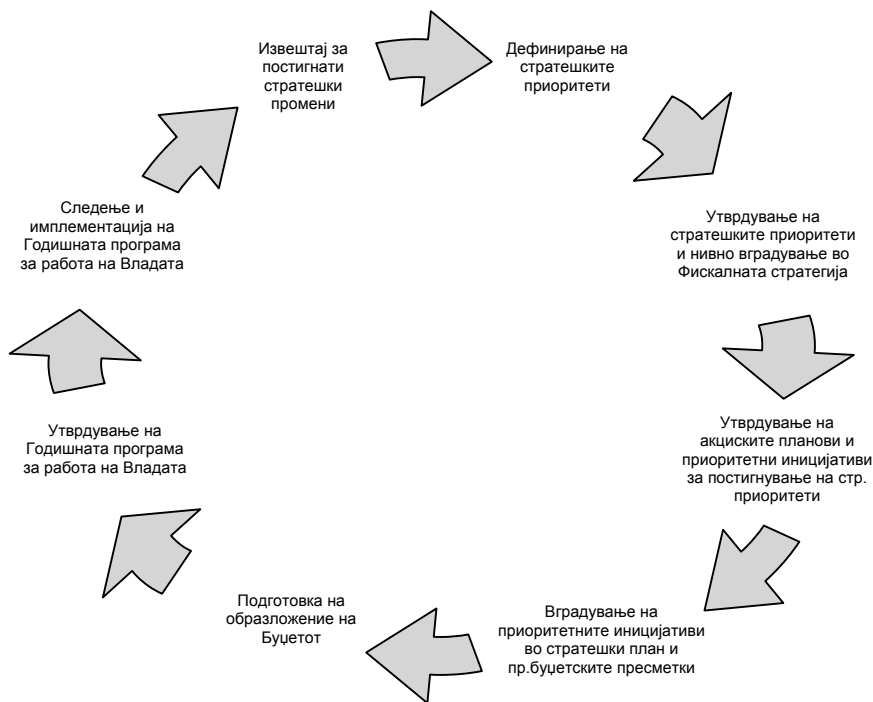 Извештај за
постигнати
стратешки
промени
Дефинирање на
стратешките
приоритети
Утврдување на
стратешките приоритети
и нивно вградување во
Фискалната стратегија
Утврдување на
акциските планови и
приоритетни иницијативи
за постигнување на стр.
приоритети
Вградување на
приоритетните иницијативи
во стратешки план и
пр.буџетските пресметки
Подготовка на
образложение на
Буџетот
Утврдување на
Годишната програма
за работа на Владата
Следење и
имплементација на
Годишната програма
за работа на Владата